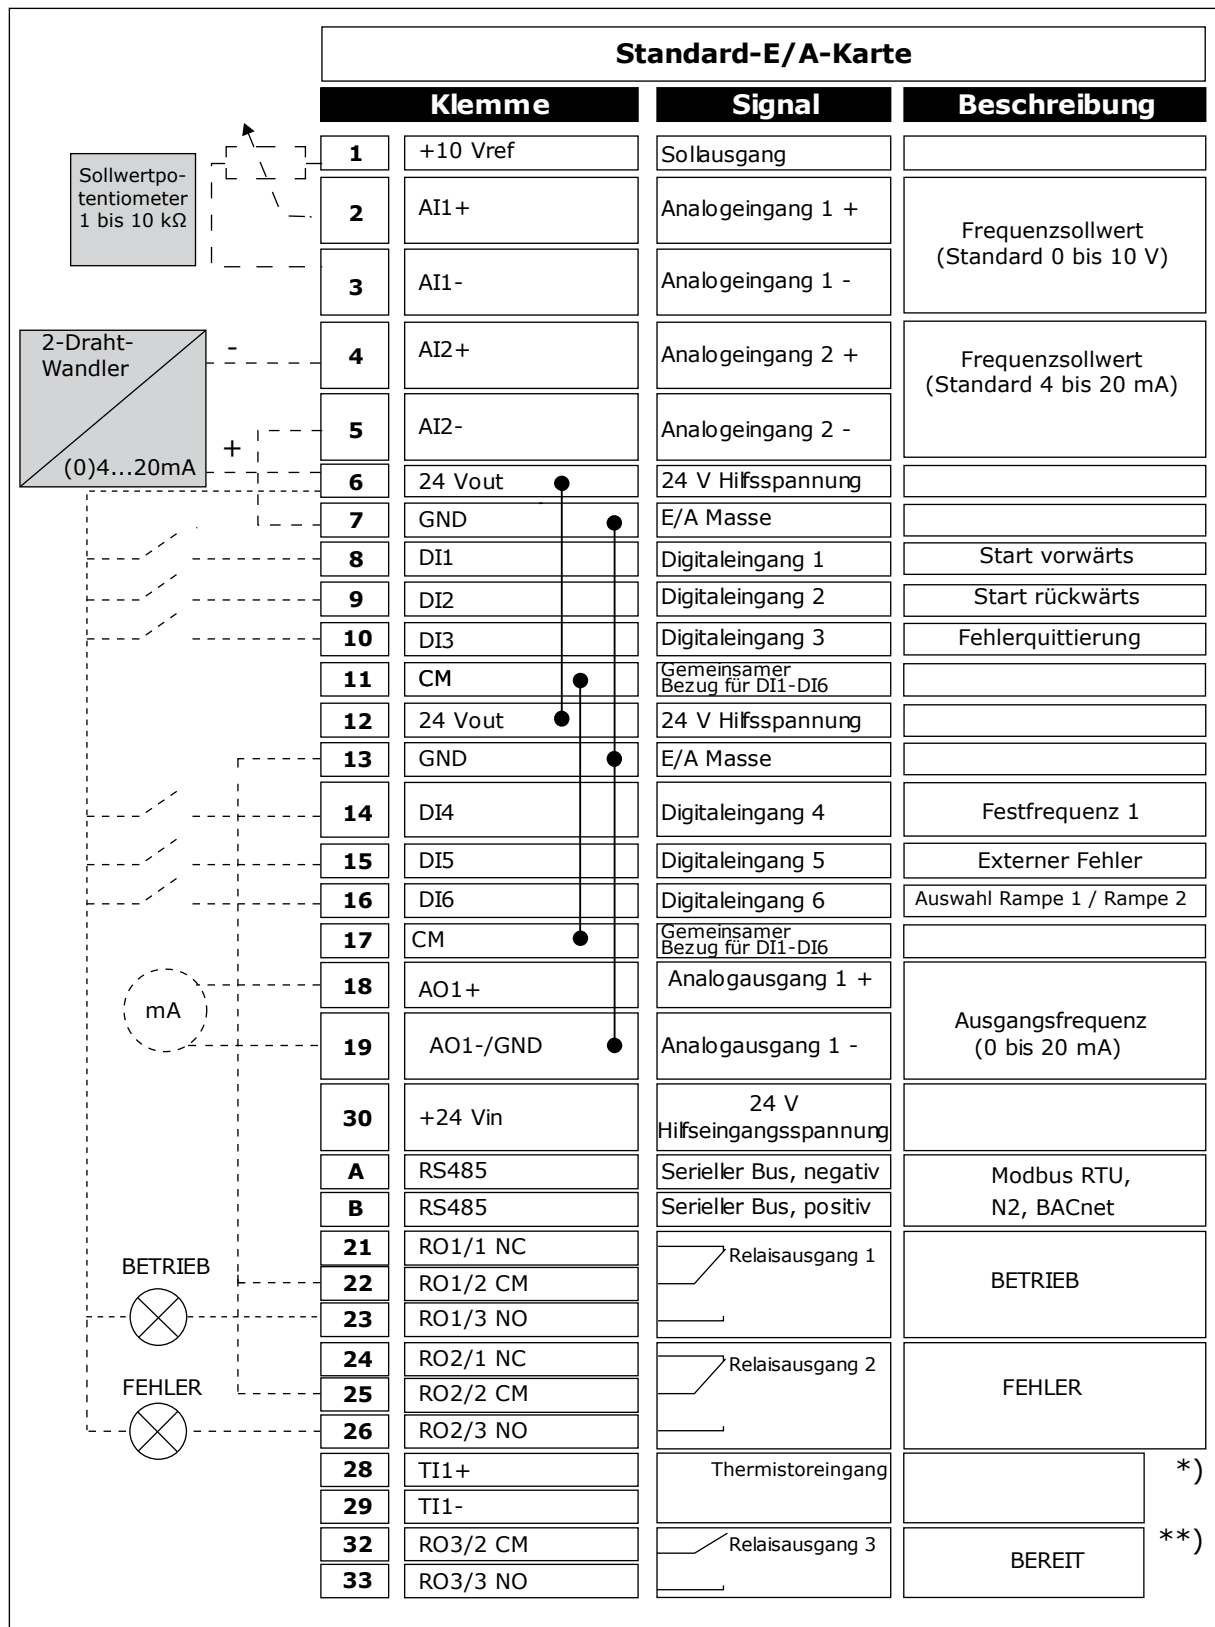 Standard-E/A-Karte
Klemme Signal Beschreibung
Sollwertpo-
tentiometer
1 bis 10 kΩ
1 +10 Vref Sollausgang
2 AI1+ Analogeingang 1 +
3 AI1- Analogeingang 1 -
Frequenzsollwert
(Standard 0 bis 10 V)
2-Draht-
Wandler
-
+
(0)4...20mA
4 AI2+ Analogeingang 2 +
5 AI2- Analogeingang 2 -
Frequenzsollwert
(Standard 4 bis 20 mA)
6 24 Vout 24 V Hilfsspannung
7 GND E/A Masse
8 DI1 Digitaleingang 1 Start vorwärts
9 DI2 Digitaleingang 2 Start rückwärts
10 DI3 Digitaleingang 3 Fehlerquittierung
11 CM Gemeinsamer
Bezug für DI1-DI6
12 24 Vout 24 V Hilfsspannung
13 GND E/A Masse
14 DI4 Digitaleingang 4 Festfrequenz 1
15 DI5 Digitaleingang 5 Externer Fehler
16 DI6 Digitaleingang 6 Auswahl Rampe 1 / Rampe 2
17 CM Gemeinsamer
Bezug für DI1-DI6
mA
18 AO1+ Analogausgang 1 +
19 AO1-/GND Analogausgang 1 -
Ausgangsfrequenz
(0 bis 20 mA)
30 +24 Vin 24 V
Hilfseingangsspannung
A RS485 Serieller Bus, negativ
B RS485 Serieller Bus, positiv
Modbus RTU,
N2, BACnet
BETRIEB
21 RO1/1 NC Relaisausgang 1
22 RO1/2 CM BETRIEB
23 RO1/3 NO
FEHLER
24 RO2/1 NC Relaisausgang 2
25 RO2/2 CM FEHLER
26 RO2/3 NO
28 TI1+ Thermistoreingang *)
29 TI1-
32 RO3/2 CM Relaisausgang 3 BEREIT **)
33 RO3/3 NO